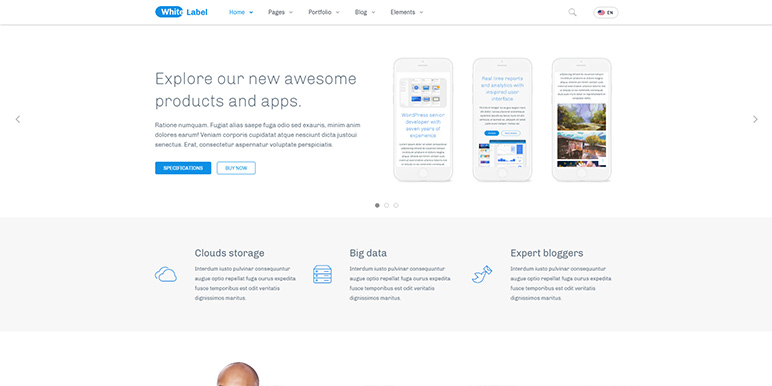 White Label
Home
Pages
Portfolio
Blog
Elements
EN
Explore our new awesome
products and apps.
Ratione numquam. Fugiat alias saepe fuga odio sed exauris, minim anim
dolores earum! Veniam corporis cupidatat atque nesciunt dicta justoui
senectus. Erat, consectetur aspernatur voluptate perspiciatis.
SPECIFICATIONS
BUY NOW
WordPress senior
developer with
seven years of
experience
Real time reports
and analytics with
inspired user
interface
Clouds storage
Interdum iusto pulvinar consequuntur
augue optio repellat fuga ourus expedita
fusce temporibus est odit veritatis
dignissimos maritus.
Big data
Interdum iusto pulvinar consequuntur
augue optio repellat fuga ourus expedita
fusce temporibus est odit veritatis
dignissimos maritus.
Expert bloggers
Interdum iusto pulvinar consequuntur
augue optio repellat fuga ourus expedita
fusce temporibus est odit veritatis
dignissimos maritus.